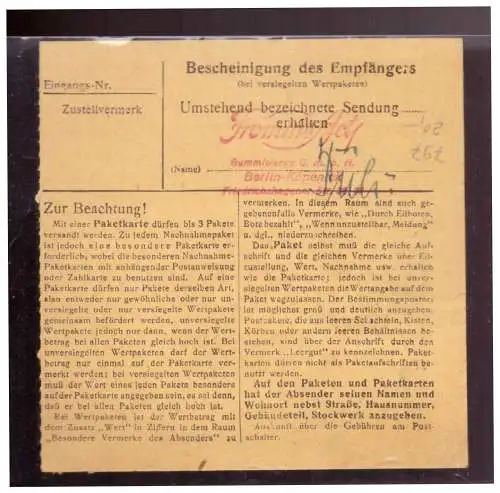 Eingangs-Nr.
Zustellvermerk
Bescheinigung des Empfängers
(bei versiegelten Wertpaketen)
Umstehend bezeichnete Sendung
erhalten
(Name)
Gummiwerke G. m. b. H.
Berlin-Köpenick
797
Zur Beachtung!
Mit einer Paketkarte dürfen bis 3 Pakete
versandt werden. Zu jedem Nachnahmepaket
ist jedoch eine besondere Paketkarte er-
forderlich, wobei die besonderen Nachnahme-
Paketkarten mit anhängender Postanweisung
oder Zahlkarte zu benutzen sind. Auf eine
Paketkarte dürfen nur Pakete derselben Art,
also entweder nur gewöhnliche oder nur un-
versiegelte oder nur versiegelte Wertpakete
gemeinsam befördert werden, unversiegelte
Wertpakete jedoch nur dann, wenn der Wert-
betrag bei allen Paketen gleich hoch ist. Bei
unversiegelten Wertpaketen darf der Wert-
betrag nur einmal auf der Paketkarte ver-
merkt werden; bei versiegelten Wertpaketen
muß der Wert eines jeden Paketes besonders
auf der Paketkarte angegeben sein, es sei denn,
daß er bei allen Paketen gleich hoch ist.
Bei Wertpaketen ist der Wertbetrag mit
dem Zusatz „Wert" in Ziffern in dem Raum
„Besondere Vermerke des Absenders" zu
vermerken. In diesem Raum sind auch ge-
gebenenfalls Vermerke, wie „Durch Eilboten,
Bote bezahlt", „Wenn unzustellbar, Meldung"
u. dgl., niederzuschreiben.
Das Paket selbst muß die gleiche Auf-
schrift und die gleichen Vermerke über Eil-
zustellung, Wert, Nachnahme usw. erhalten
wie die Paketkarte; jedoch ist bei unver-
siegelten Wertpaketen die Wertangabe auf dem
Paket wegzulassen. Der Bestimmungsort
ist möglichst groß und deutlich anzugeben.
Postpakete, die aus leeren Schachteln, Kisten,
Körben oder andern leeren Behältnissen be-
stehen, sind über der Anschrift durch den
Vermerk „Leergut" zu kennzeichnen. Paket-
karten dürfen nicht als Paketaufschriften be-
nutzt werden.
Auf den Paketen und Paketkarten
hat der Absender seinen Namen und
Wohnort nebst Straße, Hausnummer,
Gebäudeteil, Stockwerk anzugeben.
Auskunft über die Gebühren am Post-
schalter.